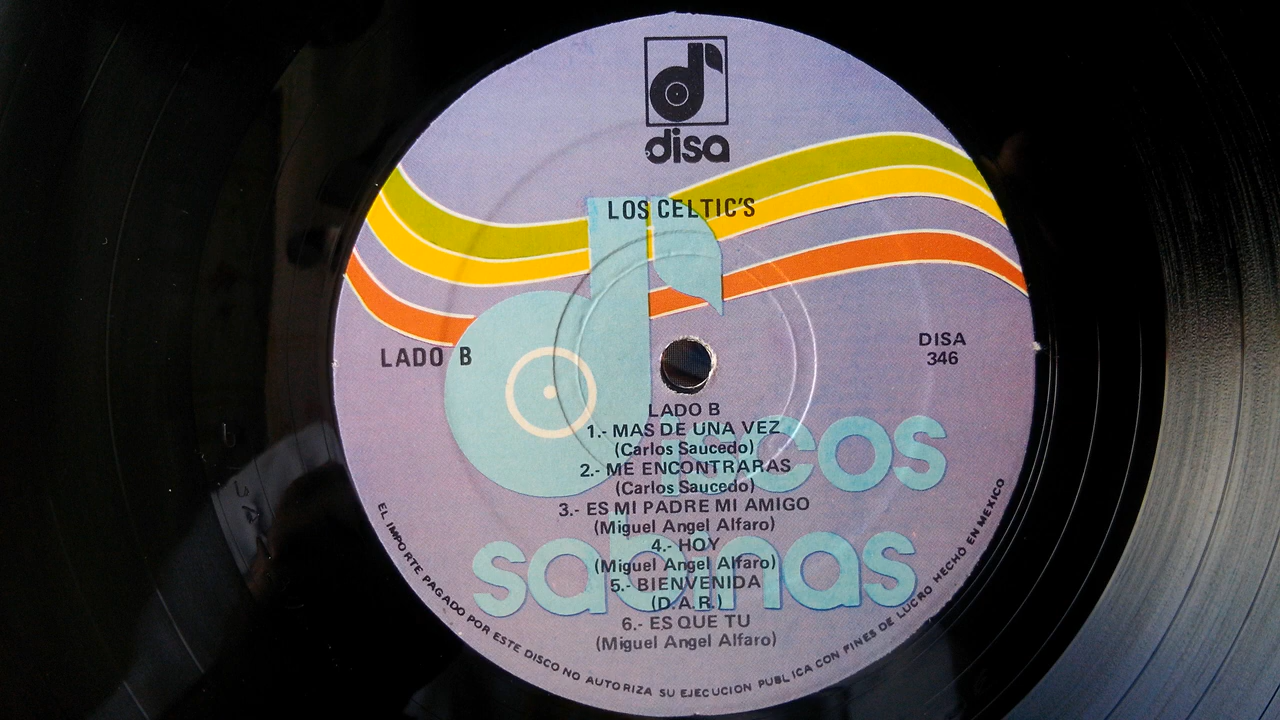 disa
LOS CELTIC'S
LADO B
DISA
346
discos
sabinas
LADO B
1.- MAS DE UNA VEZ
(Carlos Saucedo)
2.- ME ENCONTRARAS
(Carlos Saucedo)
3.- ES MI PADRE MI AMIGO
(Miguel Angel Alfaro)
4.- HOY
(Miguel Angel Alfaro)
5.- BIENVENIDA
(D.A.R.)
6.- ES QUE TU
(Miguel Angel Alfaro)
EL IMPORTE PAGADO POR ESTE DISCO NO AUTORIZA SU EJECUCION PUBLICA CON FINES DE LUCRO HECHO EN MEXICO